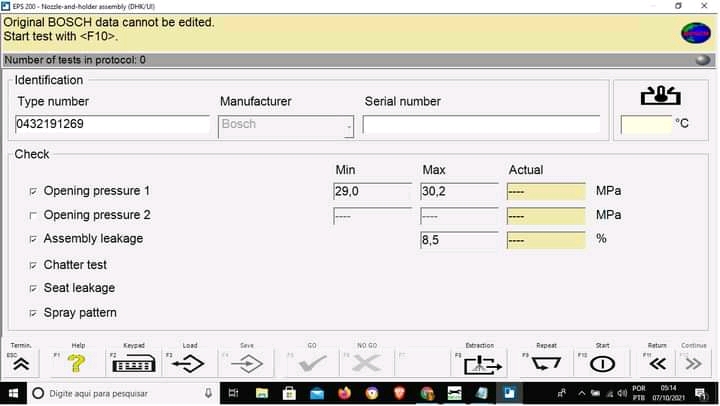 EPS 200 - Nozzle-and-holder assembly (DHK/UI)
Original BOSCH data cannot be edited.
Start test with <F10>.
Number of tests in protocol: 0
Identification
Type number Manufacturer Serial number
0432191269 Bosch °C
Check
Min Max Actual
Opening pressure 1 29,0 30,2 ---- MPa
Opening pressure 2 ---- ---- ---- MPa
Assembly leakage 8,5 ---- %
Chatter test
Seat leakage
Spray pattern
Termin. Help Keypad Load Save GO NO GO Extraction Repeat Start Return Continue
ESC F1 F2 F3 F4 F5 F6 F7 F8 F9 F10 F11 F12
Digite aqui para pesquisar POR 05:14
PTB 07/10/2021